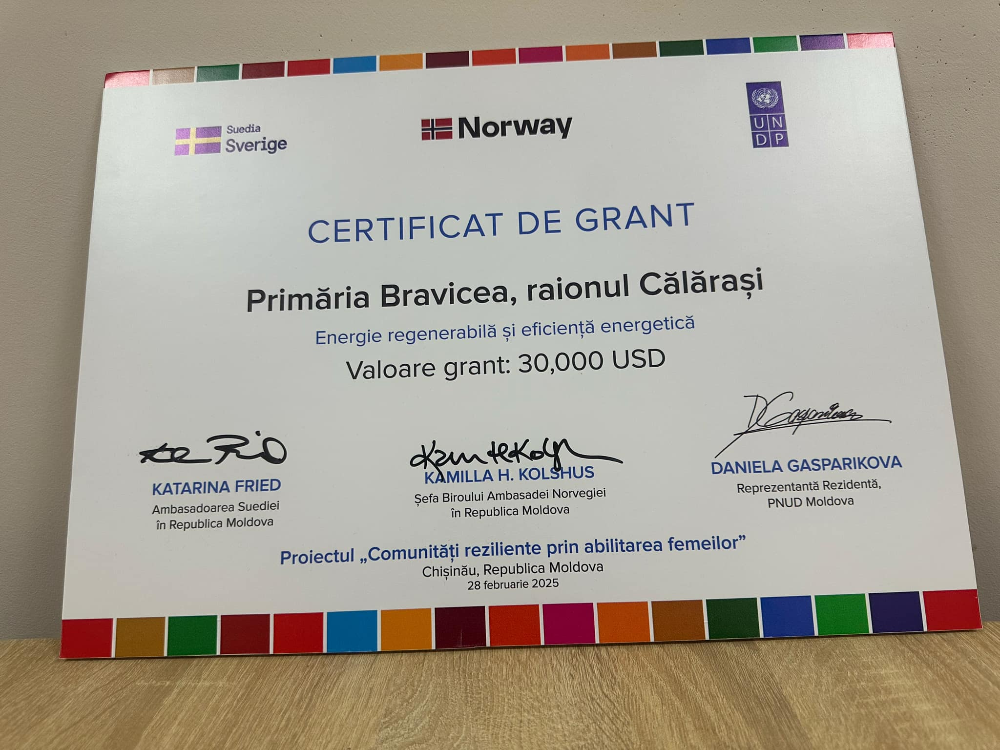 Suedia
Sverige
Norway
UN
DP
CERTIFICAT DE GRANT
Primăria Bravicea, raionul Călărași
Energie regenerabilă și eficiență energetică
Valoare grant: 30,000 USD
KATARINA FRIED
Ambasadoarea Suediei
în Republica Moldova
KAMILLA H. KOLSHUS
Șefa Biroului Ambasadei Norvegiei
în Republica Moldova
DANIELA GASPARIKOVA
Reprezentantă Rezidentă,
PNUD Moldova
Proiectul „Comunități reziliente prin abilitarea femeilor”
Chișinău, Republica Moldova
28 februarie 2025